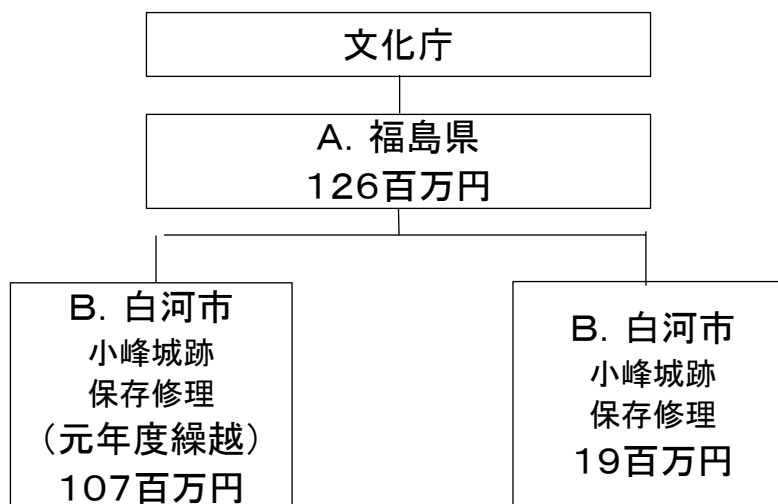 文化庁
A．福島県
１２６百万円
B．白河市
小峰城跡
保存修理
（元年度繰越）
１０７百万円
B．白河市
小峰城跡
保存修理
１９百万円